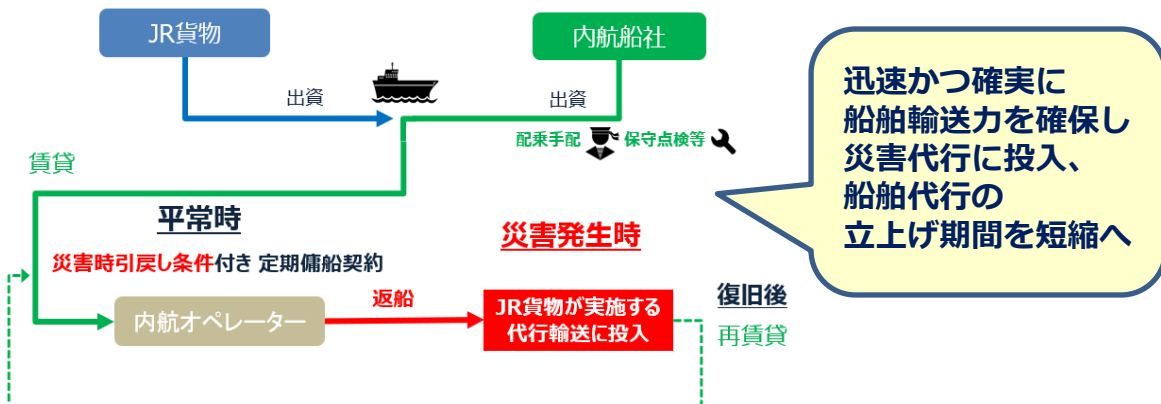 JR貨物
内航船社
出資
出資
配乗手配
保守点検等
賃貸
平常時
災害時引戻し条件付き 定期傭船契約
内航オペレーター
返船
災害発生時
JR貨物が実施する
代行輸送に投入
復旧後
再賃貸
迅速かつ確実に
船舶輸送力を確保し
災害代行に投入、
船舶代行の
立上げ期間を短縮へ